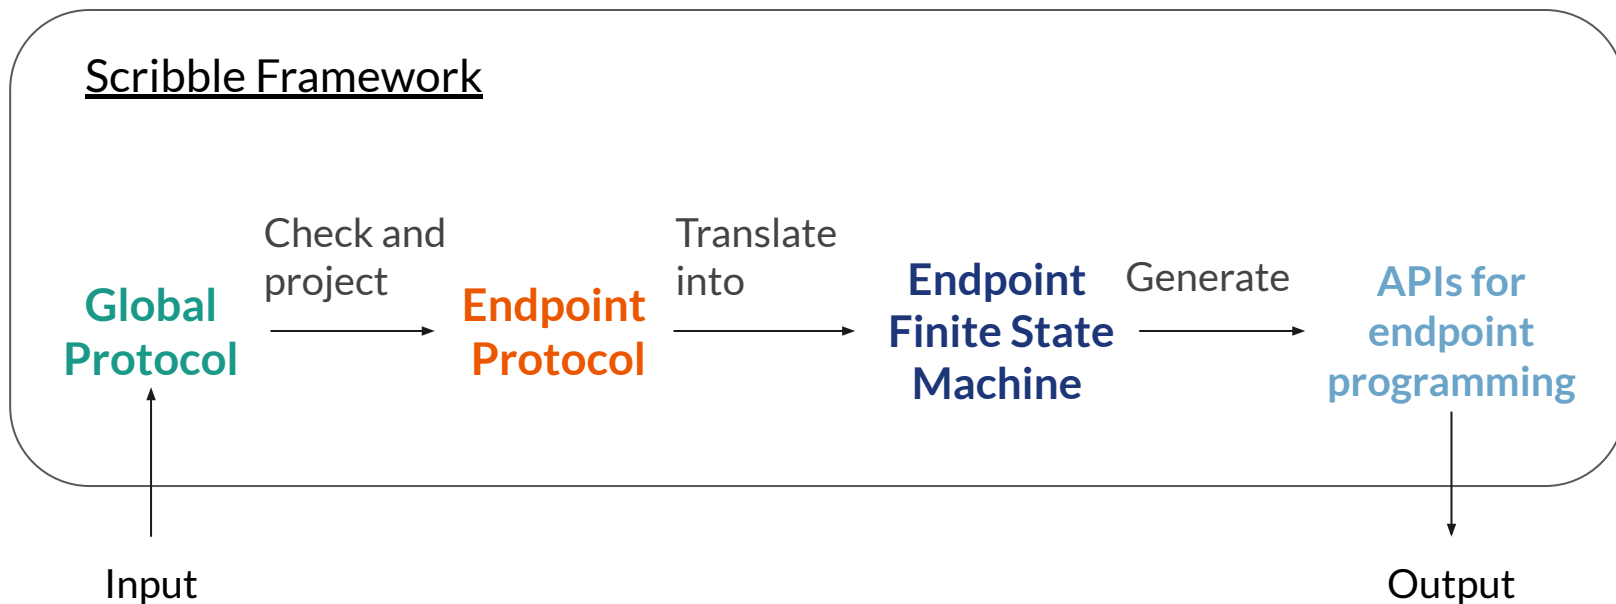 Scribble Framework
Global
Protocol
Check and
project
Endpoint
Protocol
Translate
into
Endpoint
Finite State
Machine
Generate
APIs for
endpoint
programming
Input
Output